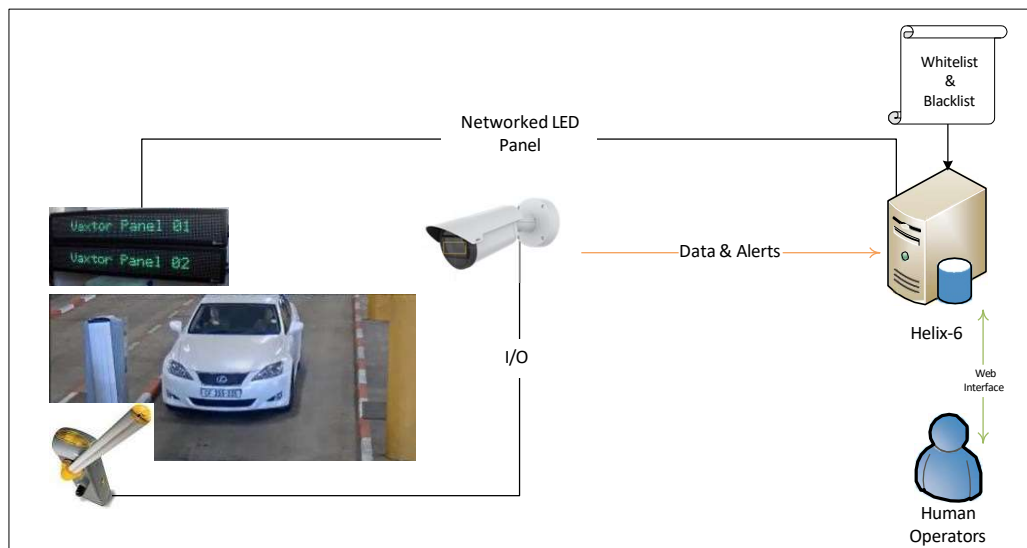 Whitelist
&
Blacklist
Networked LED
Panel
Vaxtor Panel 01
Vaxtor Panel 02
Data & Alerts
Helix-6
I/O
Web
Interface
Human
Operators